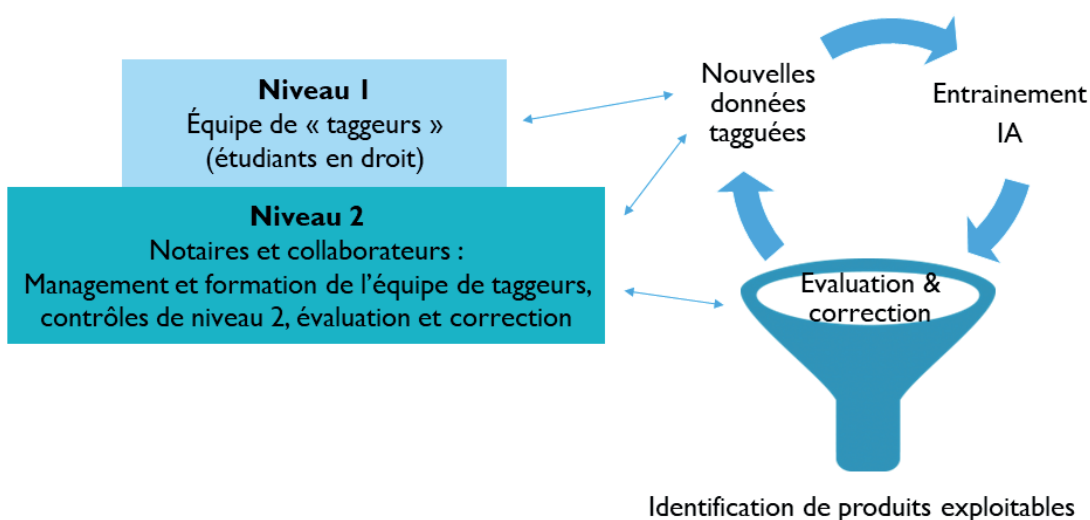 Niveau 1
Équipe de « taggeurs »
(étudiants en droit)
Niveau 2
Notaires et collaborateurs :
Management et formation de l’équipe de taggeurs,
contrôles de niveau 2, évaluation et correction
Nouvelles
données
tagguées
Entrainement
IA
Evaluation &
correction
Identification de produits exploitables